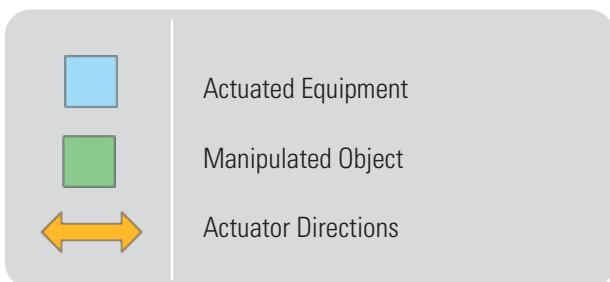 Actuated Equipment
Manipulated Object
Actuator Directions